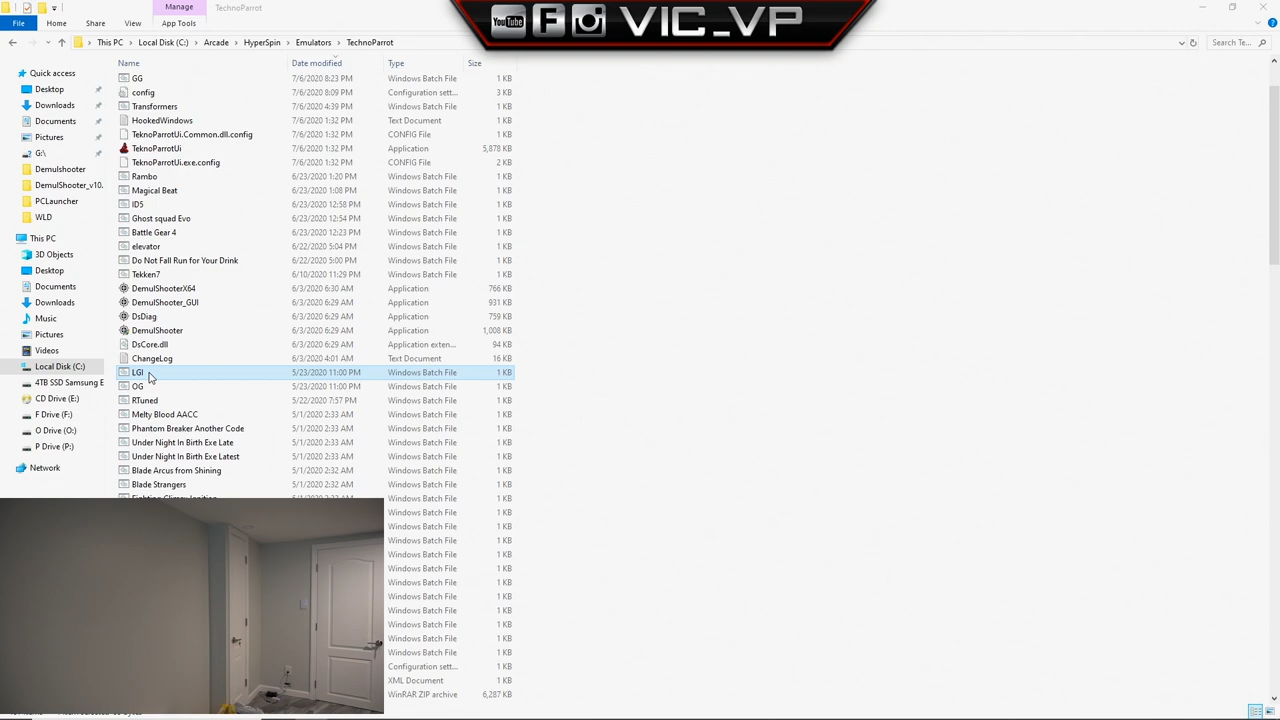 Manage
TechnoParrot
YouTube
VIC_VP
File
Home
Share
View
App Tools
This PC
Local Disk (C:)
Arcade
HyperSpin
Emulators
TechnoParrot
Search Te...
Name
Date modified
Type
Size
Quick access
Desktop
Downloads
Documents
Pictures
G:\
Demulshooter
DemulShooter_v10.
PCLauncher
WLD
This PC
3D Objects
Desktop
Documents
Downloads
Music
Pictures
Videos
Local Disk (C:)
4TB SSD Samsung E
CD Drive (E:)
F Drive (F:)
O Drive (O:)
P Drive (P:)
Network
GG 7/6/2020 8:23 PM Windows Batch File 1 KB
config 7/6/2020 8:09 PM Configuration sett... 3 KB
Transformers 7/6/2020 4:39 PM Windows Batch File 1 KB
HookedWindows 7/6/2020 1:32 PM Text Document 1 KB
TeknoParrotUi.Common.dll.config 7/6/2020 1:32 PM CONFIG File 1 KB
TeknoParrotUi 7/6/2020 1:32 PM Application 5,878 KB
TeknoParrotUi.exe.config 7/6/2020 1:32 PM CONFIG File 2 KB
Rambo 6/23/2020 1:20 PM Windows Batch File 1 KB
Magical Beat 6/23/2020 1:08 PM Windows Batch File 1 KB
ID5 6/23/2020 12:58 PM Windows Batch File 1 KB
Ghost squad Evo 6/23/2020 12:54 PM Windows Batch File 1 KB
Battle Gear 4 6/23/2020 12:23 PM Windows Batch File 1 KB
elevator 6/22/2020 5:04 PM Windows Batch File 1 KB
Do Not Fall Run for Your Drink 6/22/2020 5:00 PM Windows Batch File 1 KB
Tekken7 6/10/2020 11:29 PM Windows Batch File 1 KB
DemulShooterX64 6/3/2020 6:30 AM Application 766 KB
DemulShooter_GUI 6/3/2020 6:29 AM Application 931 KB
DsDiag 6/3/2020 6:29 AM Application 759 KB
DemulShooter 6/3/2020 6:29 AM Application 1,008 KB
DsCore.dll 6/3/2020 6:29 AM Application exten... 94 KB
ChangeLog 6/3/2020 4:01 AM Text Document 16 KB
LGI 5/23/2020 11:00 PM Windows Batch File 1 KB
OG 5/23/2020 11:00 PM Windows Batch File 1 KB
RTuned 5/22/2020 7:57 PM Windows Batch File 1 KB
Melty Blood AACC 5/1/2020 2:33 AM Windows Batch File 1 KB
Phantom Breaker Another Code 5/1/2020 2:33 AM Windows Batch File 1 KB
Under Night In Birth Exe Late 5/1/2020 2:33 AM Windows Batch File 1 KB
Under Night In Birth Exe Latest 5/1/2020 2:33 AM Windows Batch File 1 KB
Blade Arcus from Shining 5/1/2020 2:32 AM Windows Batch File 1 KB
Blade Strangers 5/1/2020 2:32 AM Windows Batch File 1 KB
Windows Batch File 1 KB
Windows Batch File 1 KB
Windows Batch File 1 KB
Windows Batch File 1 KB
Windows Batch File 1 KB
Windows Batch File 1 KB
Windows Batch File 1 KB
Windows Batch File 1 KB
Windows Batch File 1 KB
Windows Batch File 1 KB
Windows Batch File 1 KB
Windows Batch File 1 KB
Configuration sett... 1 KB
XML Document 1 KB
WinRAR ZIP archive 6,287 KB